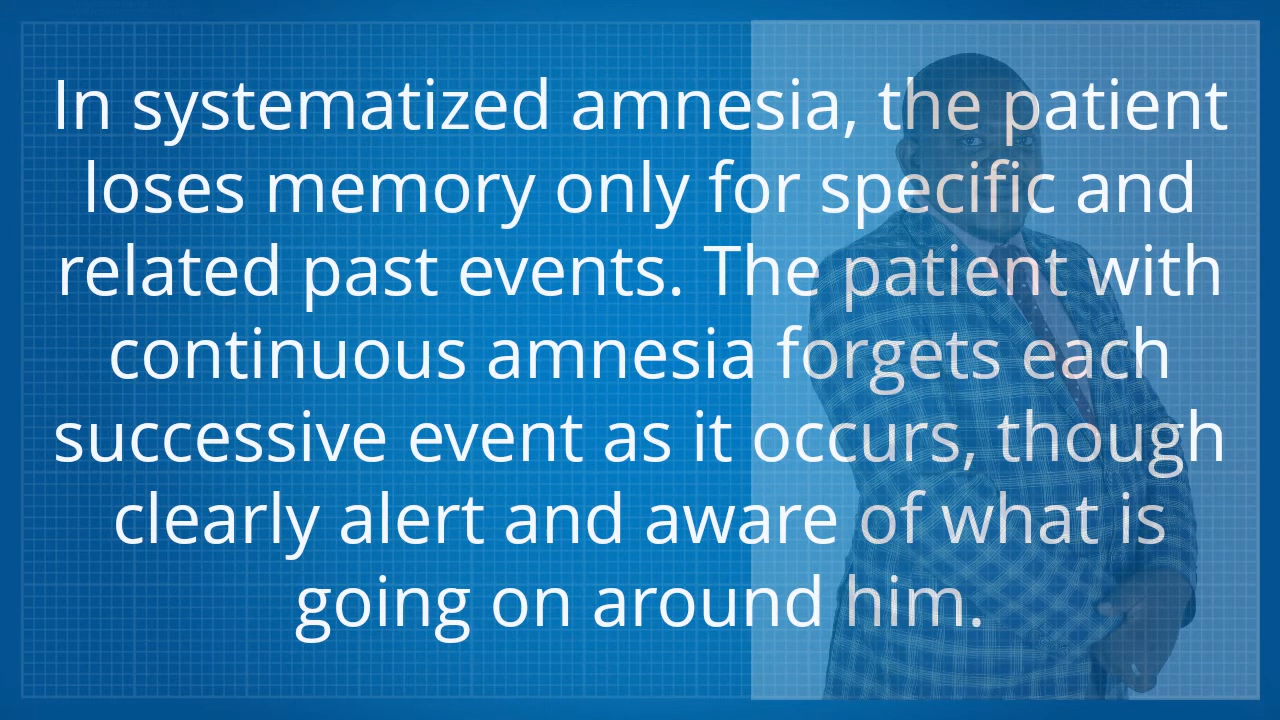 In systematized amnesia, the patient
loses memory only for specific and
related past events. The patient with
continuous amnesia forgets each
successive event as it occurs, though
clearly alert and aware of what is
going on around him.